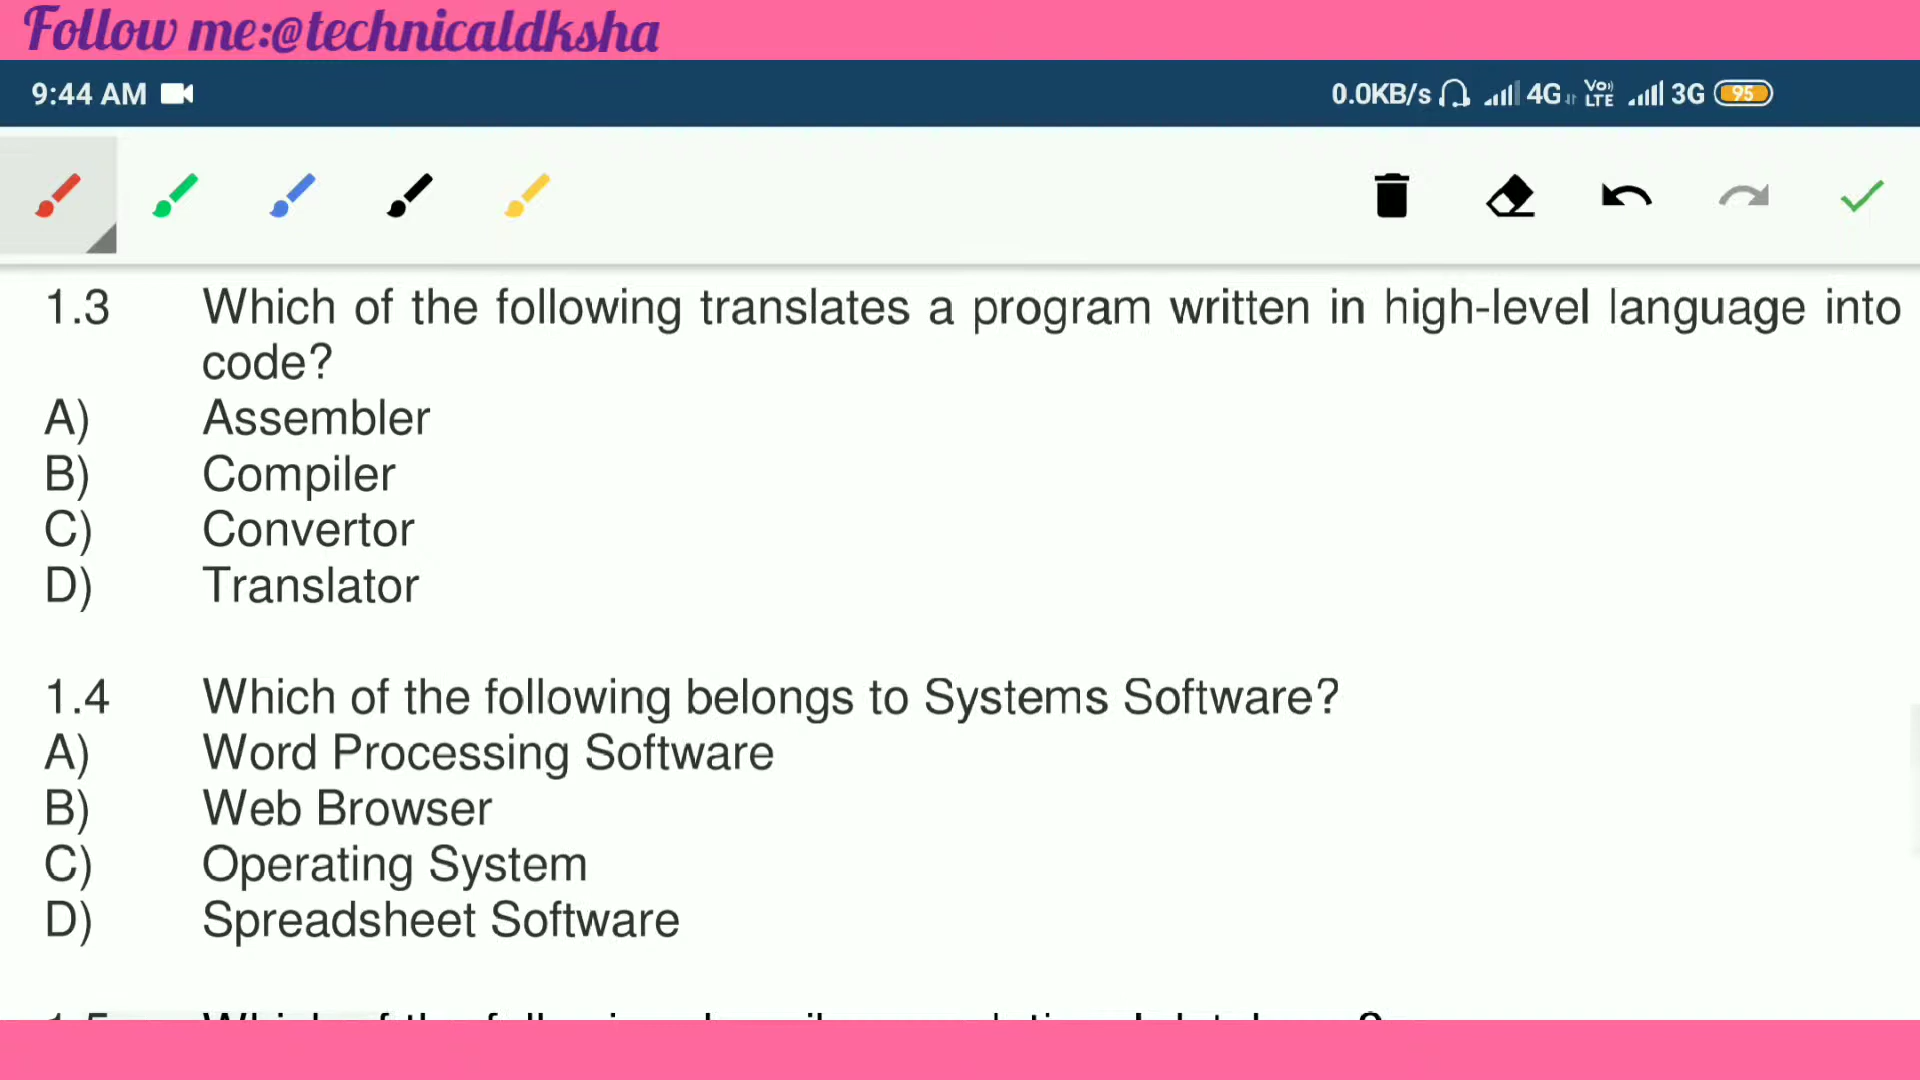 Follow me:@technicaldksha
9:44 AM 0.0KB/s 4G Vo) LTE 3G 95
1.3 Which of the following translates a program written in high-level language into
code?
A) Assembler
B) Compiler
C) Convertor
D) Translator
1.4 Which of the following belongs to Systems Software?
A) Word Processing Software
B) Web Browser
C) Operating System
D) Spreadsheet Software